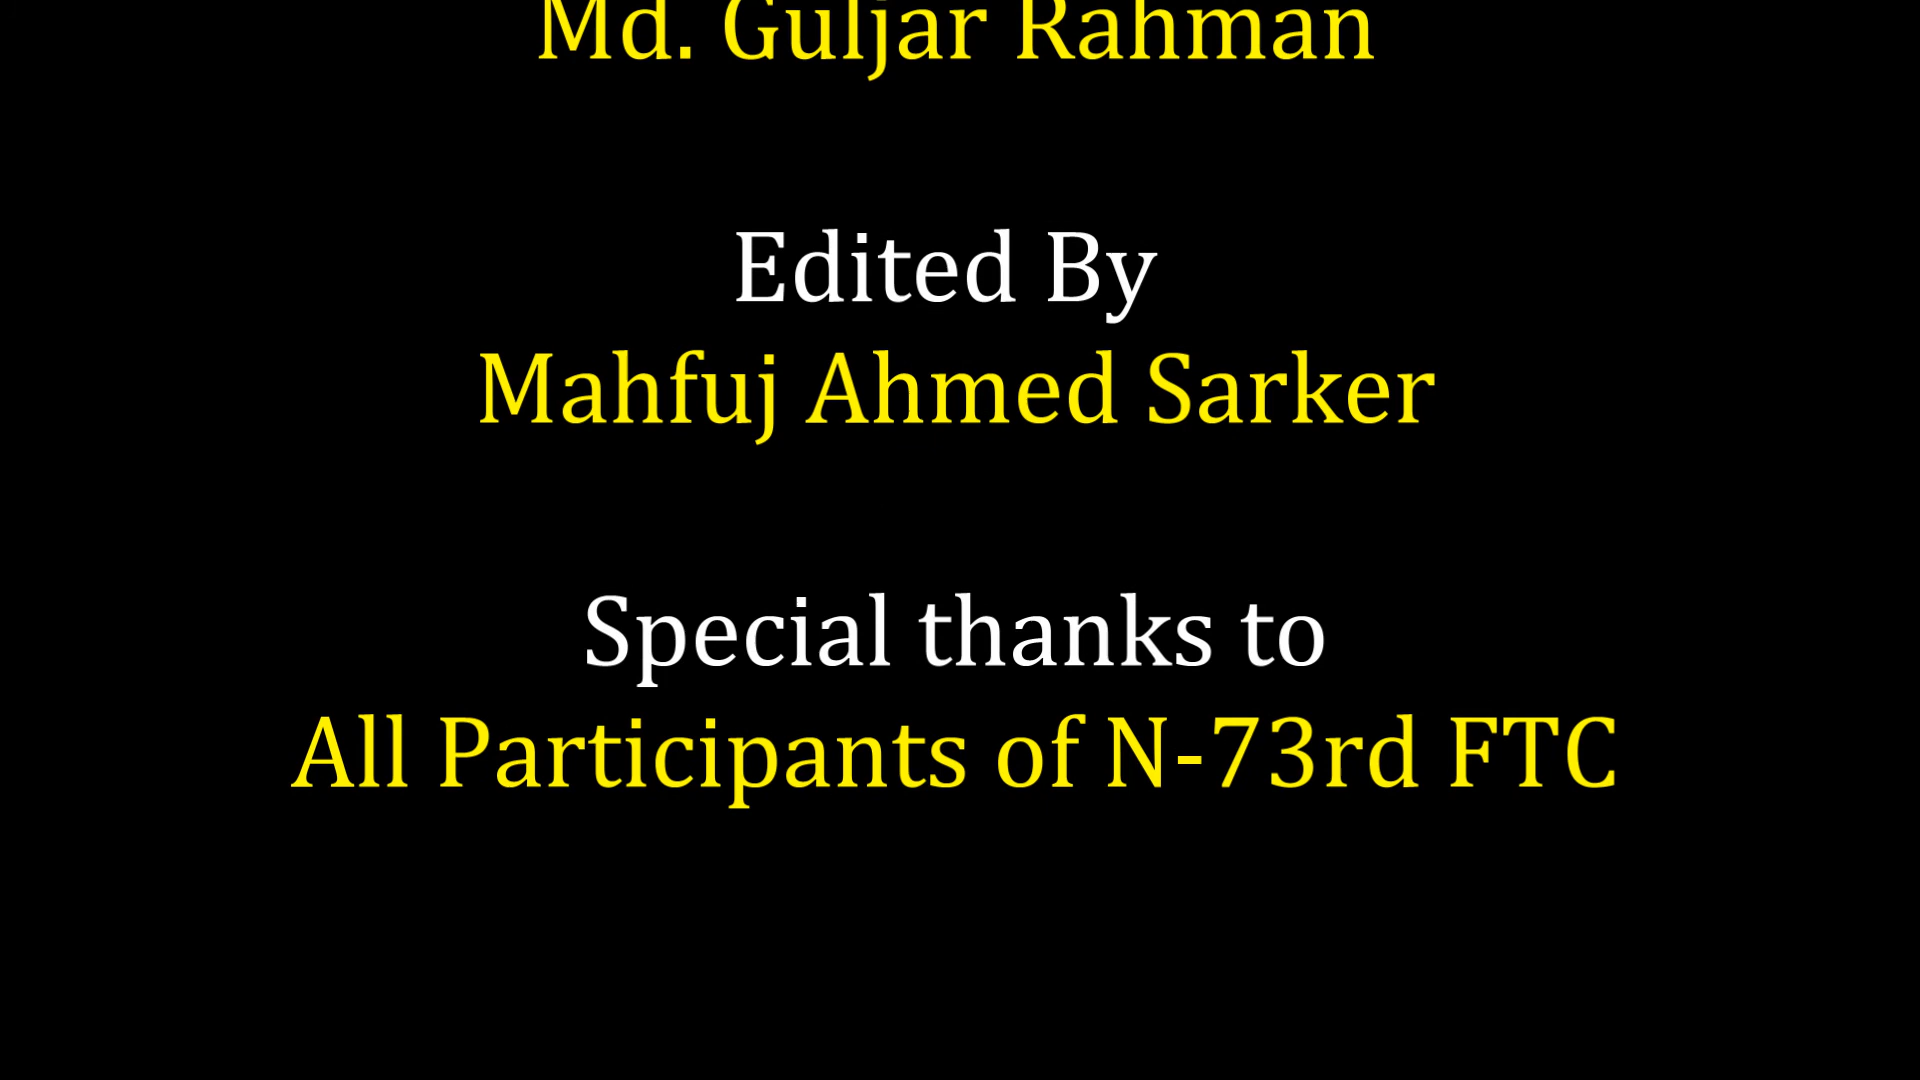 Md. Guljar Rahman
Edited By
Mahfuj Ahmed Sarker
Special thanks to
All Participants of N-73rd FTC